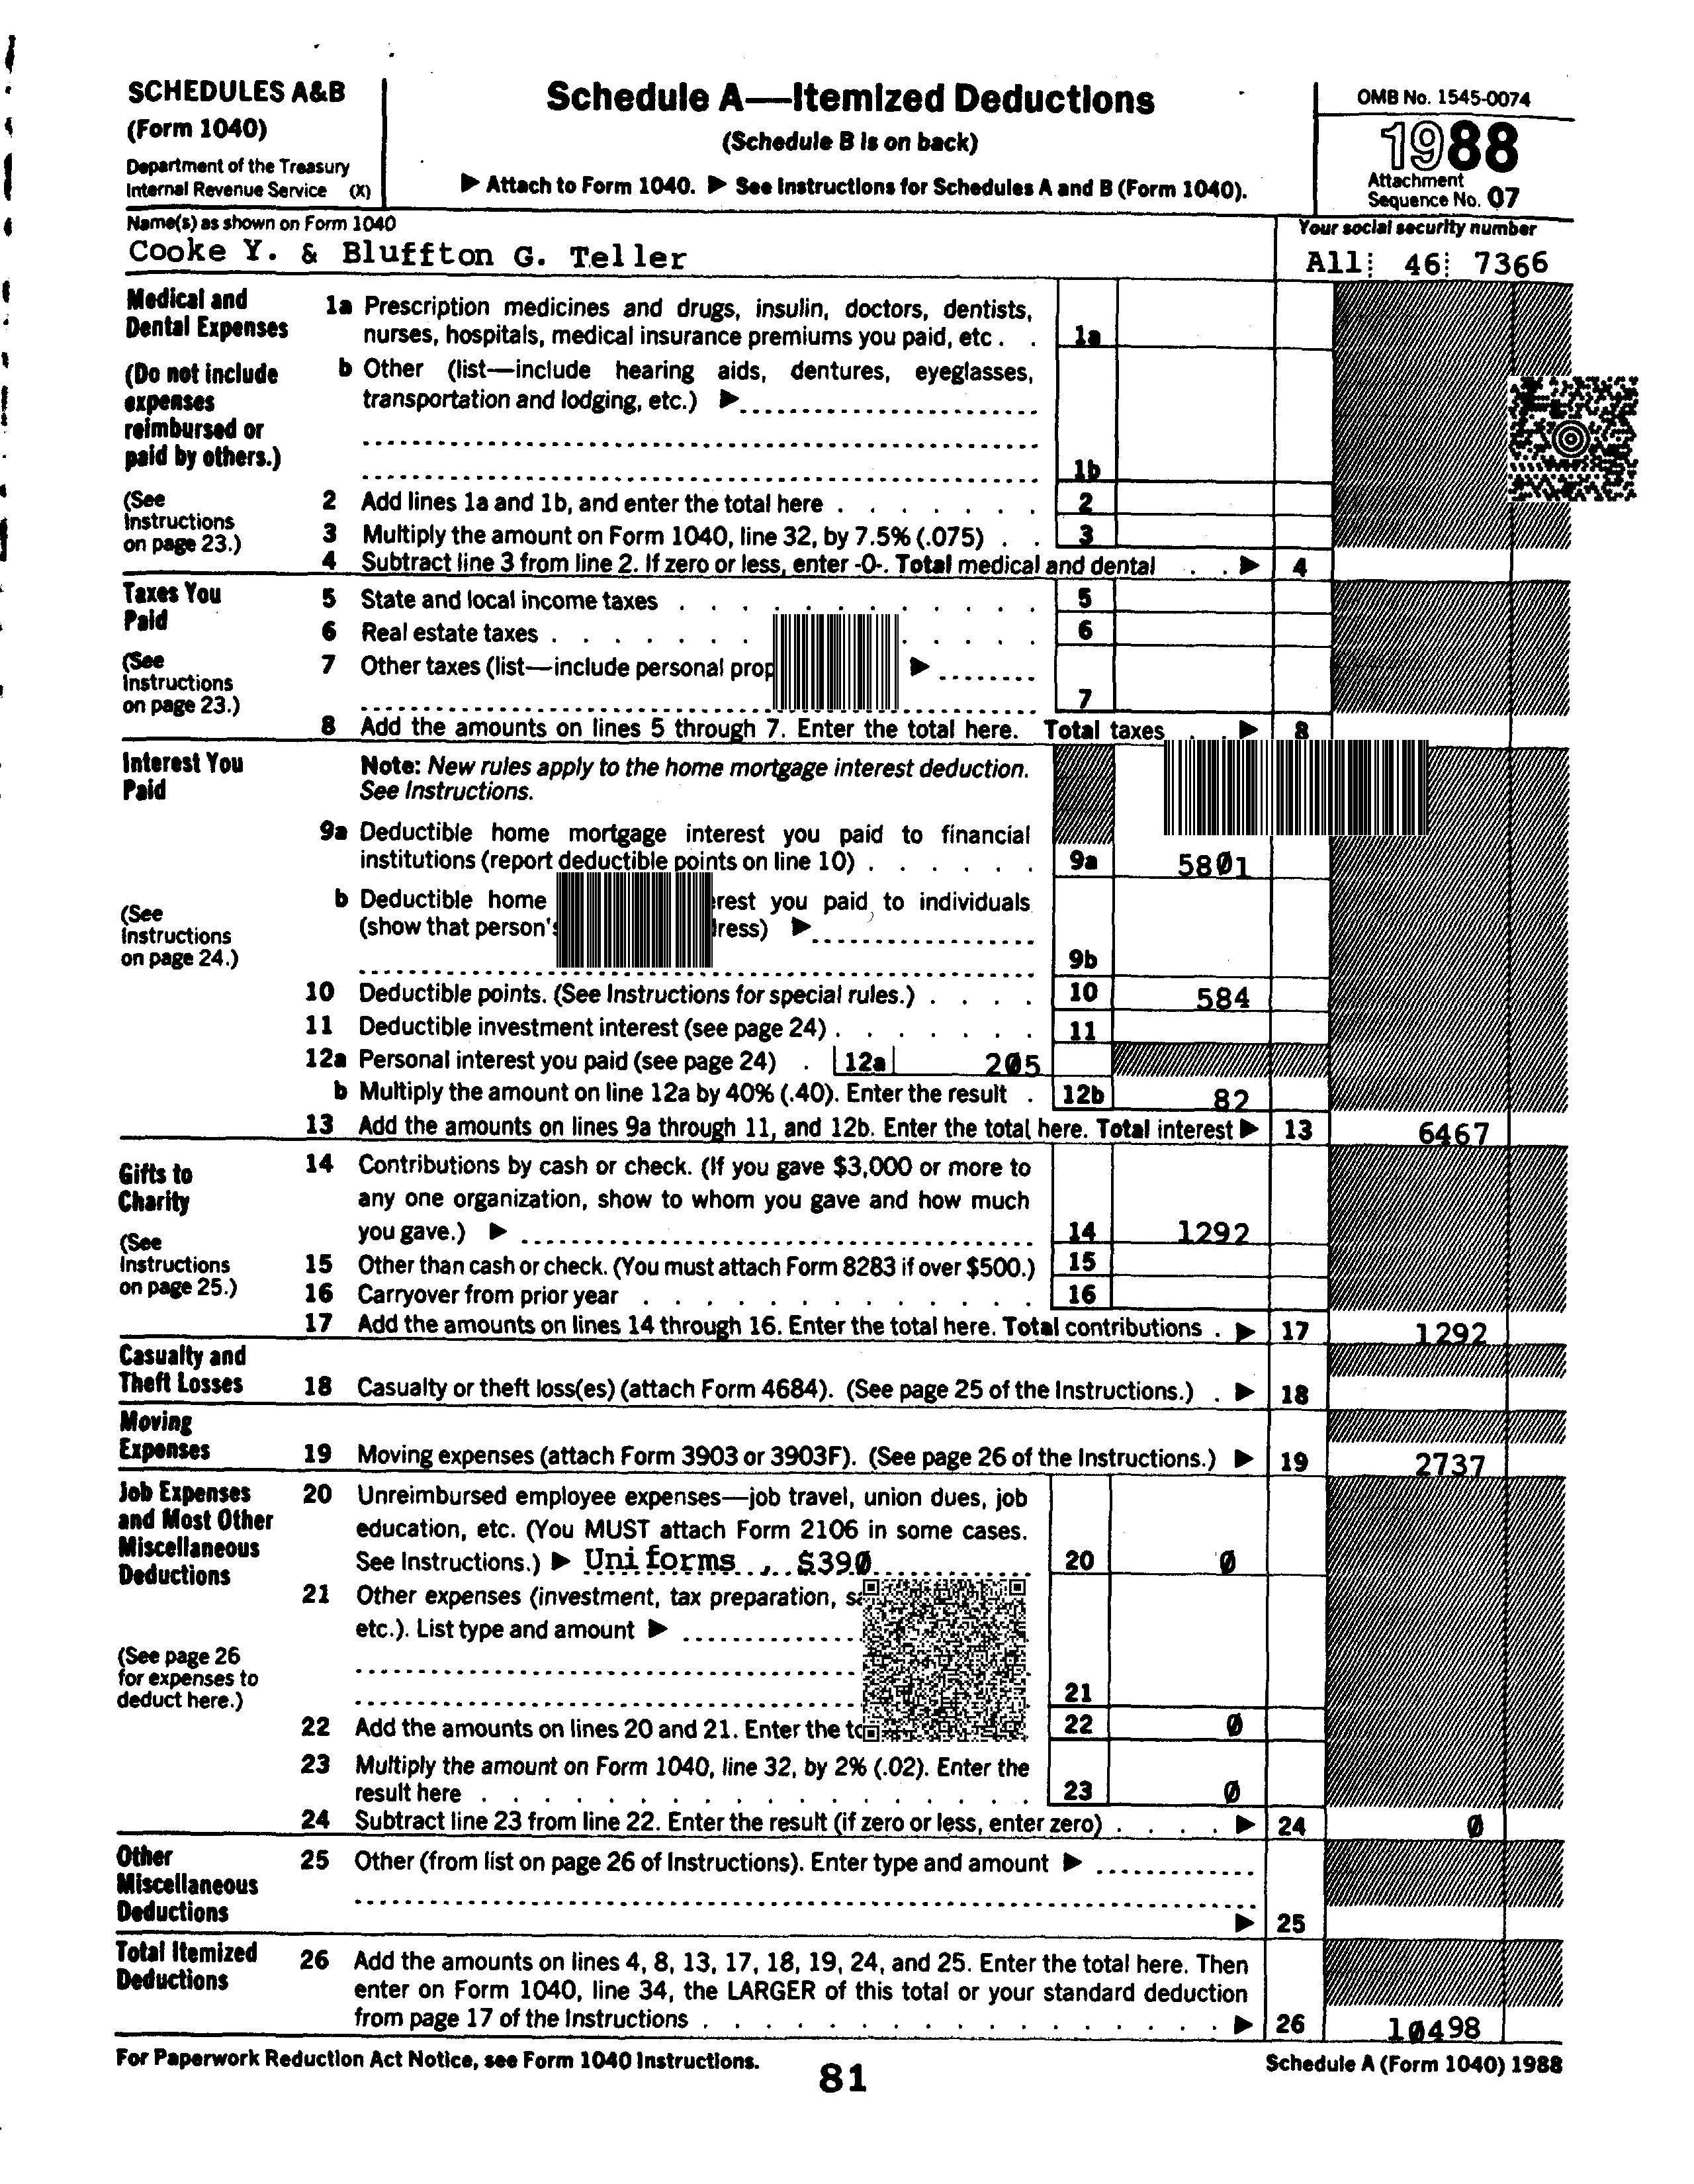 SCHEDULES A&B
(Form 1040)
Department of the Treasury
Internal Revenue Service (X)
Schedule A—Itemized Deductions
(Schedule B is on back)
▶ Attach to Form 1040. ▶ See Instructions for Schedules A and B (Form 1040).
OMB No. 1545-0074
1988
Attachment
Sequence No. 07
Name(s) as shown on Form 1040
Cooke Y. & Bluffton G. Teller
Your social security number
All 46 7366
Medical and
Dental Expenses
(Do not include
expenses
reimbursed or
paid by others.)
(See
Instructions
on page 23.)
1a Prescription medicines and drugs, insulin, doctors, dentists,
nurses, hospitals, medical insurance premiums you paid, etc . . 1a
b Other (list—include hearing aids, dentures, eyeglasses,
transportation and lodging, etc.) ▶
1b
2 Add lines 1a and 1b, and enter the total here . . . . . . . 2
3 Multiply the amount on Form 1040, line 32, by 7.5% (.075) . . 3
4 Subtract line 3 from line 2. If zero or less, enter -0-. Total medical and dental . . ▶ 4
Taxes You
Paid
(See
Instructions
on page 23.)
5 State and local income taxes . . . . . . . . . . . 5
6 Real estate taxes . . . . . . . . . . . 6
7 Other taxes (list—include personal prop ▶
7
8 Add the amounts on lines 5 through 7. Enter the total here. Total taxes . . ▶ 8
Interest You
Paid
(See
Instructions
on page 24.)
Note: New rules apply to the home mortgage interest deduction.
See Instructions.
9a Deductible home mortgage interest you paid to financial
institutions (report deductible points on line 10) . . . . . . 9a 5801
b Deductible home you paid to individuals
(show that person's ▶
9b
10 Deductible points. (See Instructions for special rules.) . . . . 10 584
11 Deductible investment interest (see page 24) . . . . . . . 11
12a Personal interest you paid (see page 24) . 12a 205
b Multiply the amount on line 12a by 40% (.40). Enter the result . 12b 82
13 Add the amounts on lines 9a through 11, and 12b. Enter the total here. Total interest ▶ 13 6467
Gifts to
Charity
(See
Instructions
on page 25.)
14 Contributions by cash or check. (If you gave $3,000 or more to
any one organization, show to whom you gave and how much
you gave.) ▶ 14 1292
15 Other than cash or check. (You must attach Form 8283 if over $500.) 15
16 Carryover from prior year . . . . . . . . . . . . . 16
17 Add the amounts on lines 14 through 16. Enter the total here. Total contributions . ▶ 17 1292
Casualty and
Theft Losses
18 Casualty or theft loss(es) (attach Form 4684). (See page 25 of the Instructions.) . ▶ 18
Moving
Expenses
19 Moving expenses (attach Form 3903 or 3903F). (See page 26 of the Instructions.) ▶ 19 2737
Job Expenses
and Most Other
Miscellaneous
Deductions
(See page 26
for expenses to
deduct here.)
20 Unreimbursed employee expenses—job travel, union dues, job
education, etc. (You MUST attach Form 2106 in some cases.
See Instructions.) ▶ Uniforms , $390 20 0
21 Other expenses (investment, tax preparation,
etc.). List type and amount ▶
21
22 Add the amounts on lines 20 and 21. Enter the 22 0
23 Multiply the amount on Form 1040, line 32, by 2% (.02). Enter the
result here . . . . . . . . . . . . . . . . . . 23 0
24 Subtract line 23 from line 22. Enter the result (if zero or less, enter zero) . . . . ▶ 24 0
Other
Miscellaneous
Deductions
25 Other (from list on page 26 of Instructions). Enter type and amount ▶
▶ 25
Total Itemized
Deductions
26 Add the amounts on lines 4, 8, 13, 17, 18, 19, 24, and 25. Enter the total here. Then
enter on Form 1040, line 34, the LARGER of this total or your standard deduction
from page 17 of the Instructions . . . . . . . . . . . . . . . . . . ▶ 26 10498
For Paperwork Reduction Act Notice, see Form 1040 Instructions.
81
Schedule A (Form 1040) 1988